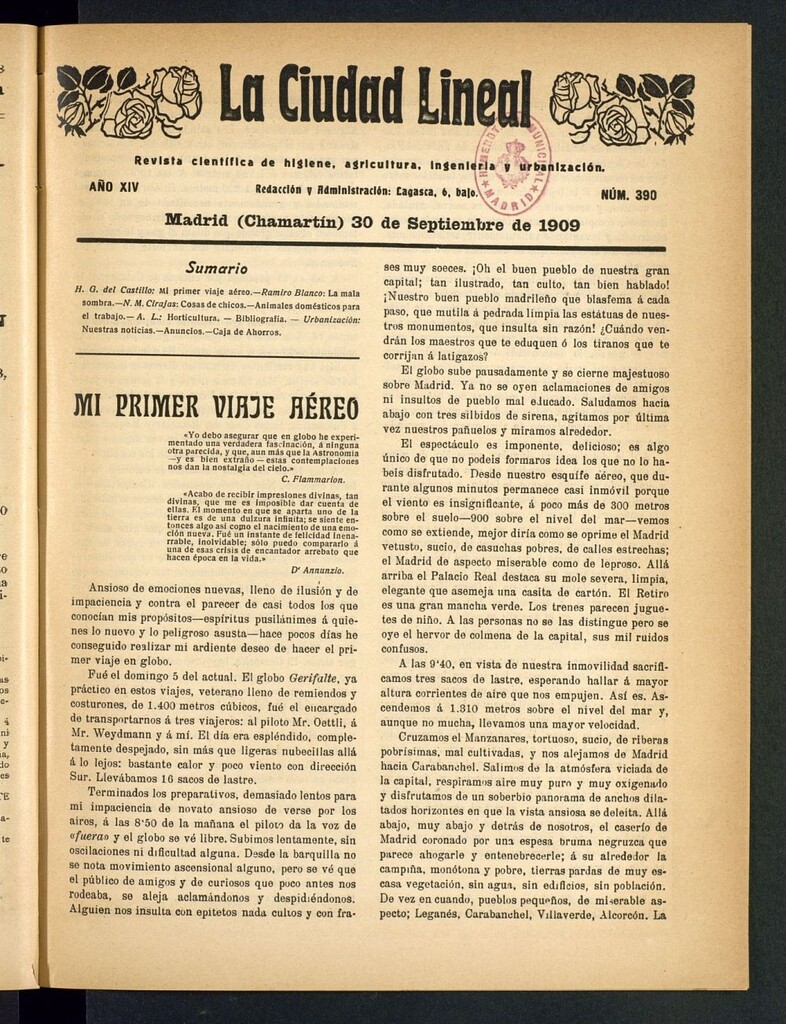 La Ciudad Lineal
Revista científica de higiene, agricultura, ingeniería y urbanización.
AÑO XIV
Redacción y Administración: Lagasca, 6, bajo.
NÚM. 390
HEMEROTECA MUNICIPAL
MADRID
Madrid (Chamartín) 30 de Septiembre de 1909
Sumario
H. G. del Castillo: Mi primer viaje aéreo.—Ramiro Blanco: La mala
sombra.—N. M. Cirajas: Cosas de chicos.—Animales domésticos para
el trabajo.— A. L.: Horticultura. — Bibliografía. — Urbanización:
Nuestras noticias.—Anuncios.—Caja de Ahorros.
MI PRIMER VIAJE AÉREO
«Yo debo asegurar que en globo he experi-
mentado una verdadera fascinación, á ninguna
otra parecida, y que, aun más que la Astronomia
—y es bien extraño— estas contemplaciones
nos dan la nostalgia del cielo.»
C. Flammarion.
«Acabo de recibir impresiones divinas, tan
divinas, que me es imposible dar cuenta de
ellas. El momento en que se aparta uno de la
tierra es de una dulzura infinita; se siente en-
tonces algo así como el nacimiento de una emo-
ción nueva. Fué un instante de felicidad inena-
rrable, inolvidable; sólo puedo compararlo á
una de esas crisis de encantador arrebato que
hacen época en la vida.»
D' Annunzio.
Ansioso de emociones nuevas, lleno de ilusión y de
impaciencia y contra el parecer de casi todos los que
conocían mis propósitos—espíritus pusilánimes á quie-
nes lo nuevo y lo peligroso asusta—hace pocos días he
conseguido realizar mi ardiente deseo de hacer el pri-
mer viaje en globo.
Fué el domingo 5 del actual. El globo Gerifalte, ya
práctico en estos viajes, veterano lleno de remiendos y
costurones, de 1.400 metros cúbicos, fué el encargado
de transportarnos á tres viajeros: al piloto Mr. Oettli, á
Mr. Weydmann y á mí. El día era espléndido, comple-
tamente despejado, sin más que ligeras nubecillas allá
á lo lejos: bastante calor y poco viento con dirección
Sur. Llevábamos 16 sacos de lastre.
Terminados los preparativos, demasiado lentos para
mi impaciencia de novato ansioso de verse por los
aires, á las 8'50 de la mañana el piloto da la voz de
«fuera» y el globo se vé libre. Subimos lentamente, sin
oscilaciones ni dificultad alguna. Desde la barquilla no
se nota movimiento ascensional alguno, pero se vé que
el público de amigos y de curiosos que poco antes nos
rodeaba, se aleja aclamándonos y despidiéndonos.
Alguien nos insulta con epitetos nada cultos y con fra-
ses muy soeces. ¡Oh el buen pueblo de nuestra gran
capital; tan ilustrado, tan culto, tan bien hablado!
¡Nuestro buen pueblo madrileño que blasfema á cada
paso, que mutila á pedrada limpia las estátuas de nues-
tros monumentos, que insulta sin razón! ¿Cuándo ven-
drán los maestros que te eduquen ó los tiranos que te
corrijan á latigazos?
El globo sube pausadamente y se cierne majestuoso
sobre Madrid. Ya no se oyen aclamaciones de amigos
ni insultos de pueblo mal educado. Saludamos hacia
abajo con tres silbidos de sirena, agitamos por última
vez nuestros pañuelos y miramos alrededor.
El espectáculo es imponente, delicioso; es algo
único de que no podeis formaros idea los que no lo ha-
beis disfrutado. Desde nuestro esquife aéreo, que du-
rante algunos minutos permanece casi inmóvil porque
el viento es insignificante, á poco más de 300 metros
sobre el suelo—900 sobre el nivel del mar—vemos
como se extiende, mejor diría como se oprime el Madrid
vetusto, sucio, de casuchas pobres, de calles estrechas;
el Madrid de aspecto miserable como de leproso. Allá
arriba el Palacio Real destaca su mole severa, limpia,
elegante que asemeja una casita de cartón. El Retiro
es una gran mancha verde. Los trenes parecen jugue-
tes de niño. A las personas no se las distingue pero se
oye el hervor de colmena de la capital, sus mil ruidos
confusos.
A las 9'40, en vista de nuestra inmovilidad sacrifi-
camos tres sacos de lastre, esperando hallar á mayor
altura corrientes de aire que nos empujen. Así es. As-
cendemos á 1.310 metros sobre el nivel del mar y,
aunque no mucha, llevamos una mayor velocidad.
Cruzamos el Manzanares, tortuoso, sucio, de riberas
pobrísimas, mal cultivadas, y nos alejamos de Madrid
hacia Carabanchel. Salimos de la atmósfera viciada de
la capital, respiramos aire muy puro y muy oxigenado
y disfrutamos de un soberbio panorama de anchos dila-
tados horizontes en que la vista ansiosa se deleita. Allá
abajo, muy abajo y detrás de nosotros, el caserío de
Madrid coronado por una espesa bruma negruzca que
parece ahogarle y entenebrecerle; á su alrededor la
campiña, monótona y pobre, tierras pardas de muy es-
casa vegetación, sin agua, sin edificios, sin población.
De vez en cuando, pueblos pequeños, de miserable as-
pecto; Leganés, Carabanchel, Villaverde, Alcorcón. La